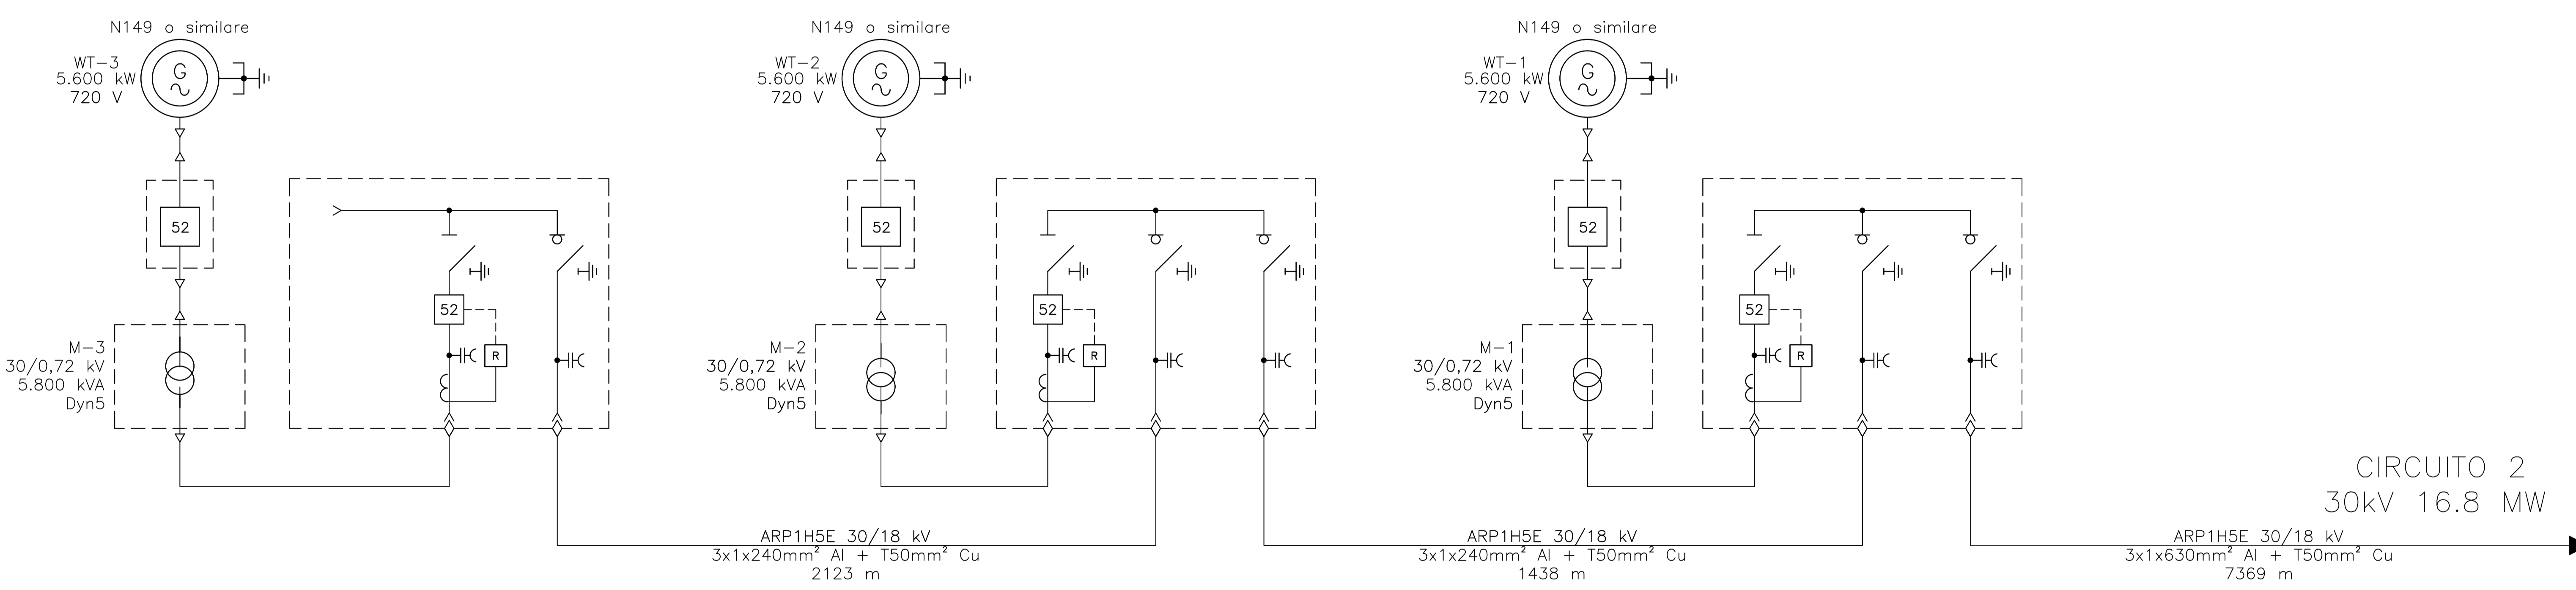 N149 o similare
WT-3
5.600 kW
720 V
G
52
M-3
30/0,72 kV
5.800 kVA
Dyn5
52
R
ARP1H5E 30/18 kV
3x1x240mm² Al + T50mm² Cu
2123 m
N149 o similare
WT-2
5.600 kW
720 V
G
52
M-2
30/0,72 kV
5.800 kVA
Dyn5
52
R
ARP1H5E 30/18 kV
3x1x240mm² Al + T50mm² Cu
1438 m
N149 o similare
WT-1
5.600 kW
720 V
G
52
M-1
30/0,72 kV
5.800 kVA
Dyn5
52
R
CIRCUITO 2
30kV 16.8 MW
ARP1H5E 30/18 kV
3x1x630mm² Al + T50mm² Cu
7369 m